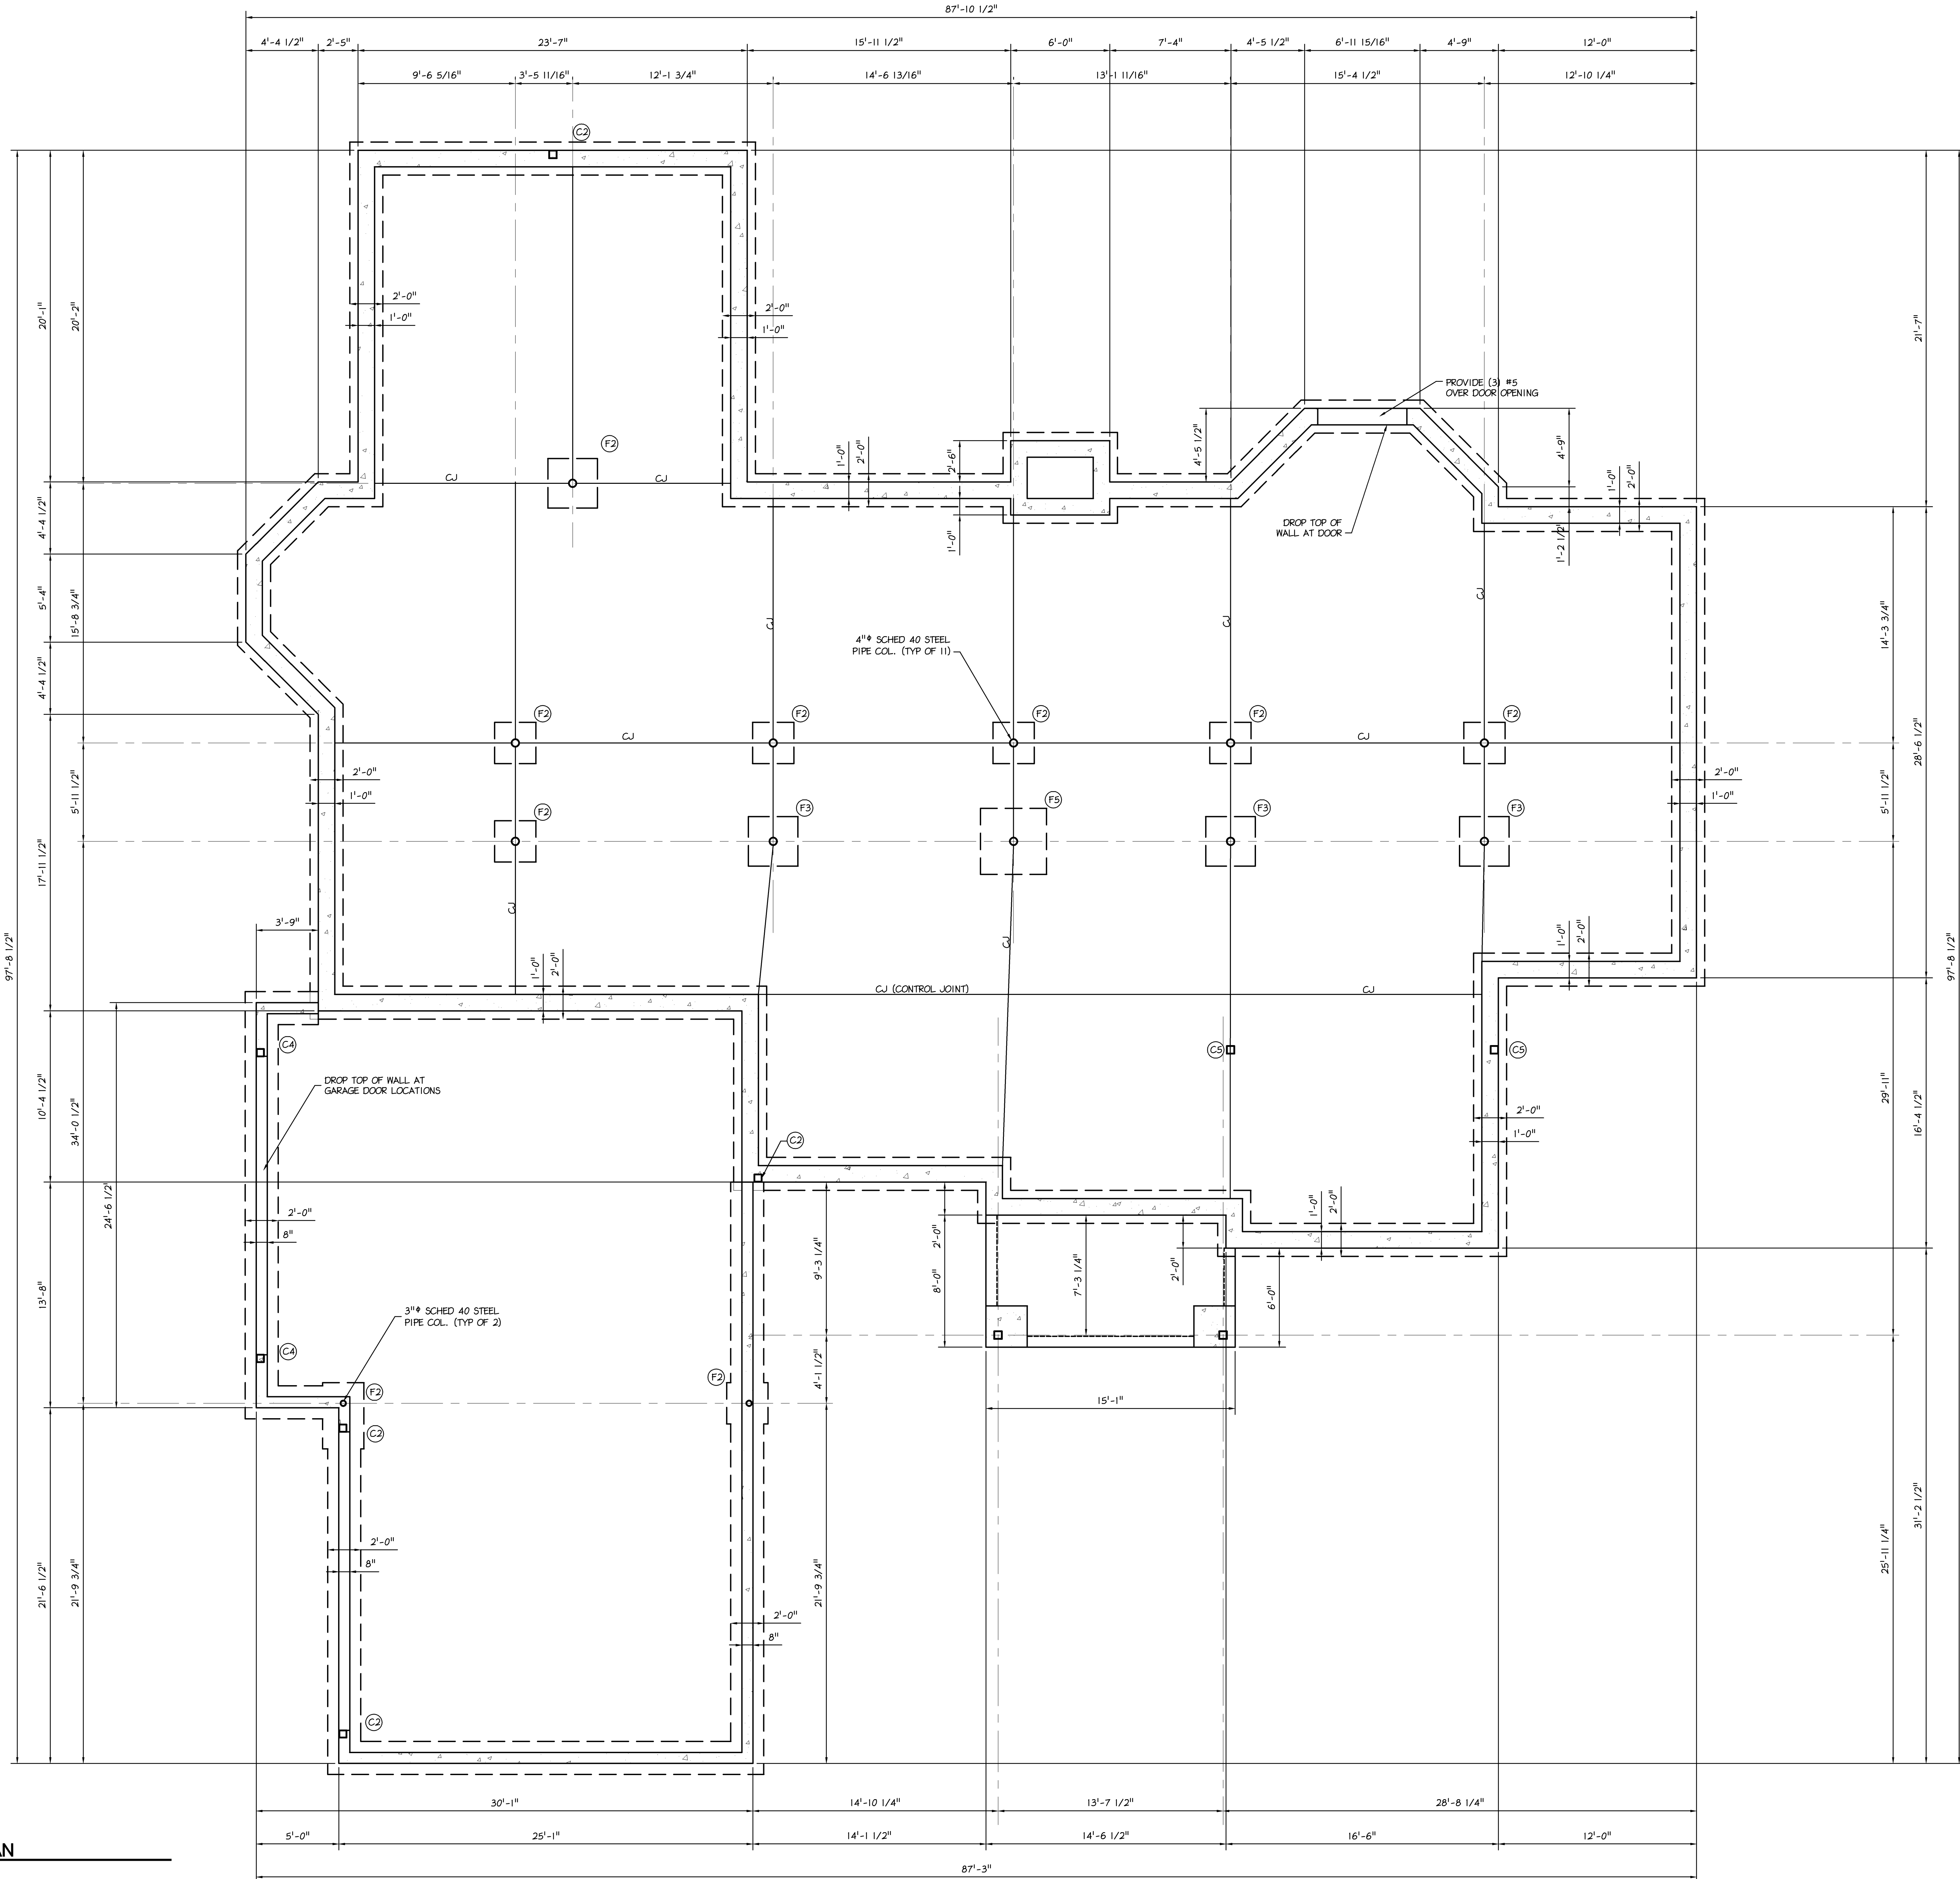 87'-10 1/2"
4'-4 1/2" 2'-5" 23'-7" 15'-11 1/2" 6'-0" 7'-4" 4'-5 1/2" 6'-11 15/16" 4'-9" 12'-0"
9'-6 5/16" 3'-5 11/16" 12'-1 3/4" 14'-6 13/16" 13'-1 11/16" 15'-4 1/2" 12'-10 1/4"
C2
20'-1"
20'-2"
21'-7"
2'-0"
1'-0"
2'-0"
1'-0"
PROVIDE (3) #5
OVER DOOR OPENING
F2
CJ
CJ
1'-0"
2'-0"
2'-6"
1'-0"
4'-5 1/2"
4'-9"
1'-0"
2'-0"
1'-2 1/2"
DROP TOP OF
WALL AT DOOR
4'-4 1/2"
5'-4"
15'-8 3/4"
4'-4 1/2"
CJ
CJ
CJ
14'-3 3/4"
4"Φ SCHED 40 STEEL
PIPE COL. (TYP OF 11)
F2
F2
F2
F2
F2
CJ
CJ
28'-6 1/2"
2'-0"
1'-0"
2'-0"
1'-0"
5'-11 1/2"
5'-11 1/2"
F2
F3
F5
F3
F3
17'-11 1/2"
97'-8 1/2"
97'-8 1/2"
3'-9"
CJ
CJ
1'-0"
2'-0"
1'-0"
2'-0"
CJ (CONTROL JOINT)
CJ
C4
C5
C5
DROP TOP OF WALL AT
GARAGE DOOR LOCATIONS
10'-4 1/2"
34'-0 1/2"
29'-11"
16'-4 1/2"
2'-0"
1'-0"
C2
24'-6 1/2"
2'-0"
8"
1'-0"
2'-0"
2'-0"
8'-0"
9'-3 1/4"
7'-3 1/4"
2'-0"
6'-0"
13'-8"
3"Φ SCHED 40 STEEL
PIPE COL. (TYP OF 2)
C4
F2
F2
4'-1 1/2"
15'-1"
C2
31'-2 1/2"
25'-11 1/4"
2'-0"
8"
21'-6 1/2"
21'-9 3/4"
21'-9 3/4"
2'-0"
8"
C2
30'-1" 14'-10 1/4" 13'-7 1/2" 28'-8 1/4"
5'-0" 25'-1" 14'-1 1/2" 14'-6 1/2" 16'-6" 12'-0"
87'-3"